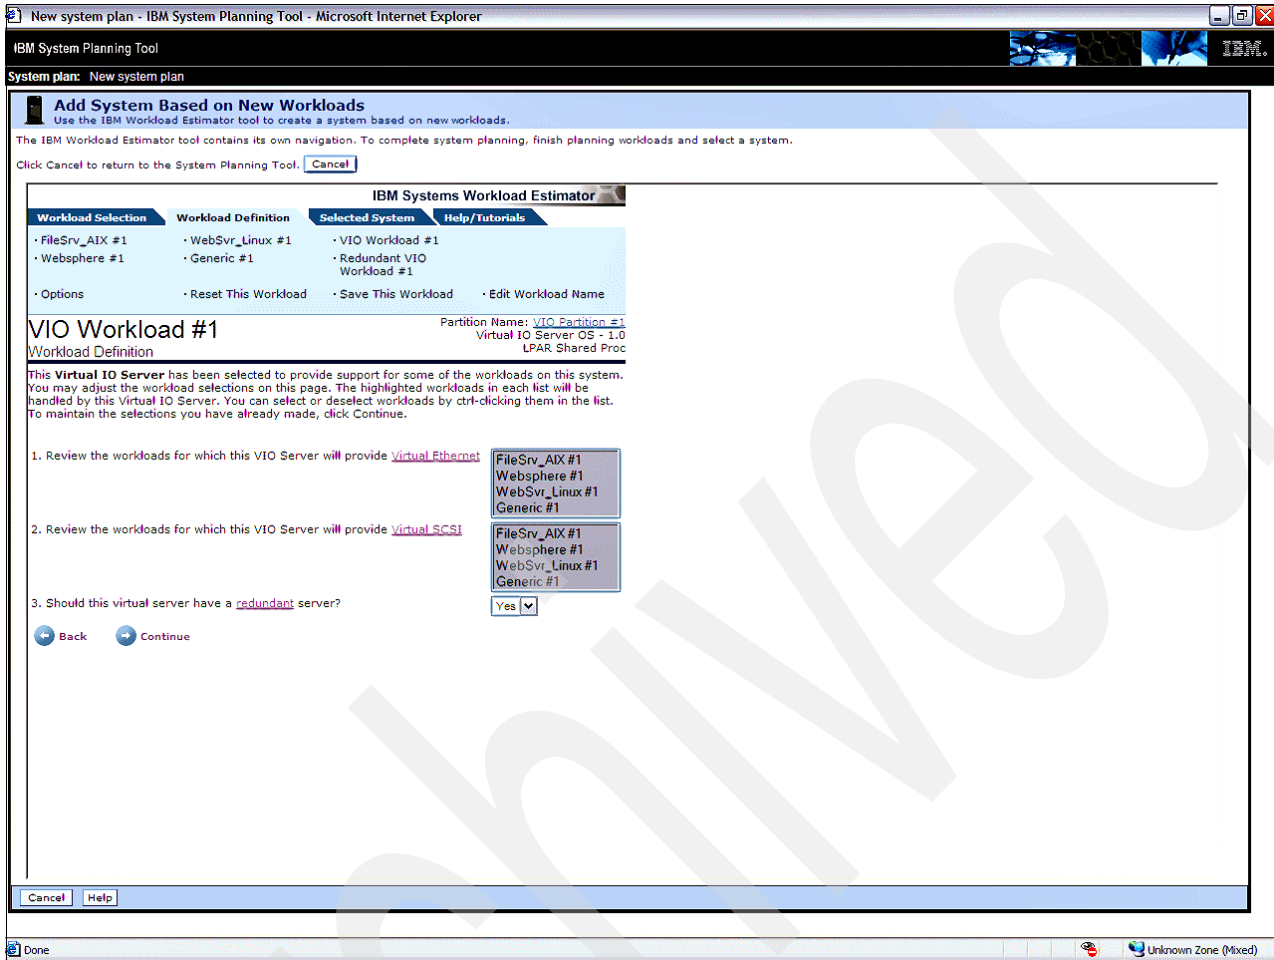 New system plan - IBM System Planning Tool - Microsoft Internet Explorer
IBM System Planning Tool
IBM.
System plan: New system plan
Add System Based on New Workloads
Use the IBM Workload Estimator tool to create a system based on new workloads.
The IBM Workload Estimator tool contains its own navigation. To complete system planning, finish planning workloads and select a system.
Click Cancel to return to the System Planning Tool. Cancel
IBM Systems Workload Estimator
Workload Selection Workload Definition Selected System Help/Tutorials
· FileSrv_AIX #1 · WebSvr_Linux #1 · VIO Workload #1
· Websphere #1 · Generic #1 · Redundant VIO
Workload #1
· Options · Reset This Workload · Save This Workload · Edit Workload Name
VIO Workload #1
Workload Definition
Partition Name: VIO Partition #1
Virtual IO Server OS - 1.0
LPAR Shared Proc
This Virtual IO Server has been selected to provide support for some of the workloads on this system.
You may adjust the workload selections on this page. The highlighted workloads in each list will be
handled by this Virtual IO Server. You can select or deselect workloads by ctrl-clicking them in the list.
To maintain the selections you have already made, click Continue.
1. Review the workloads for which this VIO Server will provide Virtual Ethernet
FileSrv_AIX #1
Websphere #1
WebSvr_Linux #1
Generic #1
2. Review the workloads for which this VIO Server will provide Virtual SCSI
FileSrv_AIX #1
Websphere #1
WebSvr_Linux #1
Generic #1
3. Should this virtual server have a redundant server? Yes
Back Continue
Cancel Help
Done Unknown Zone (Mixed)